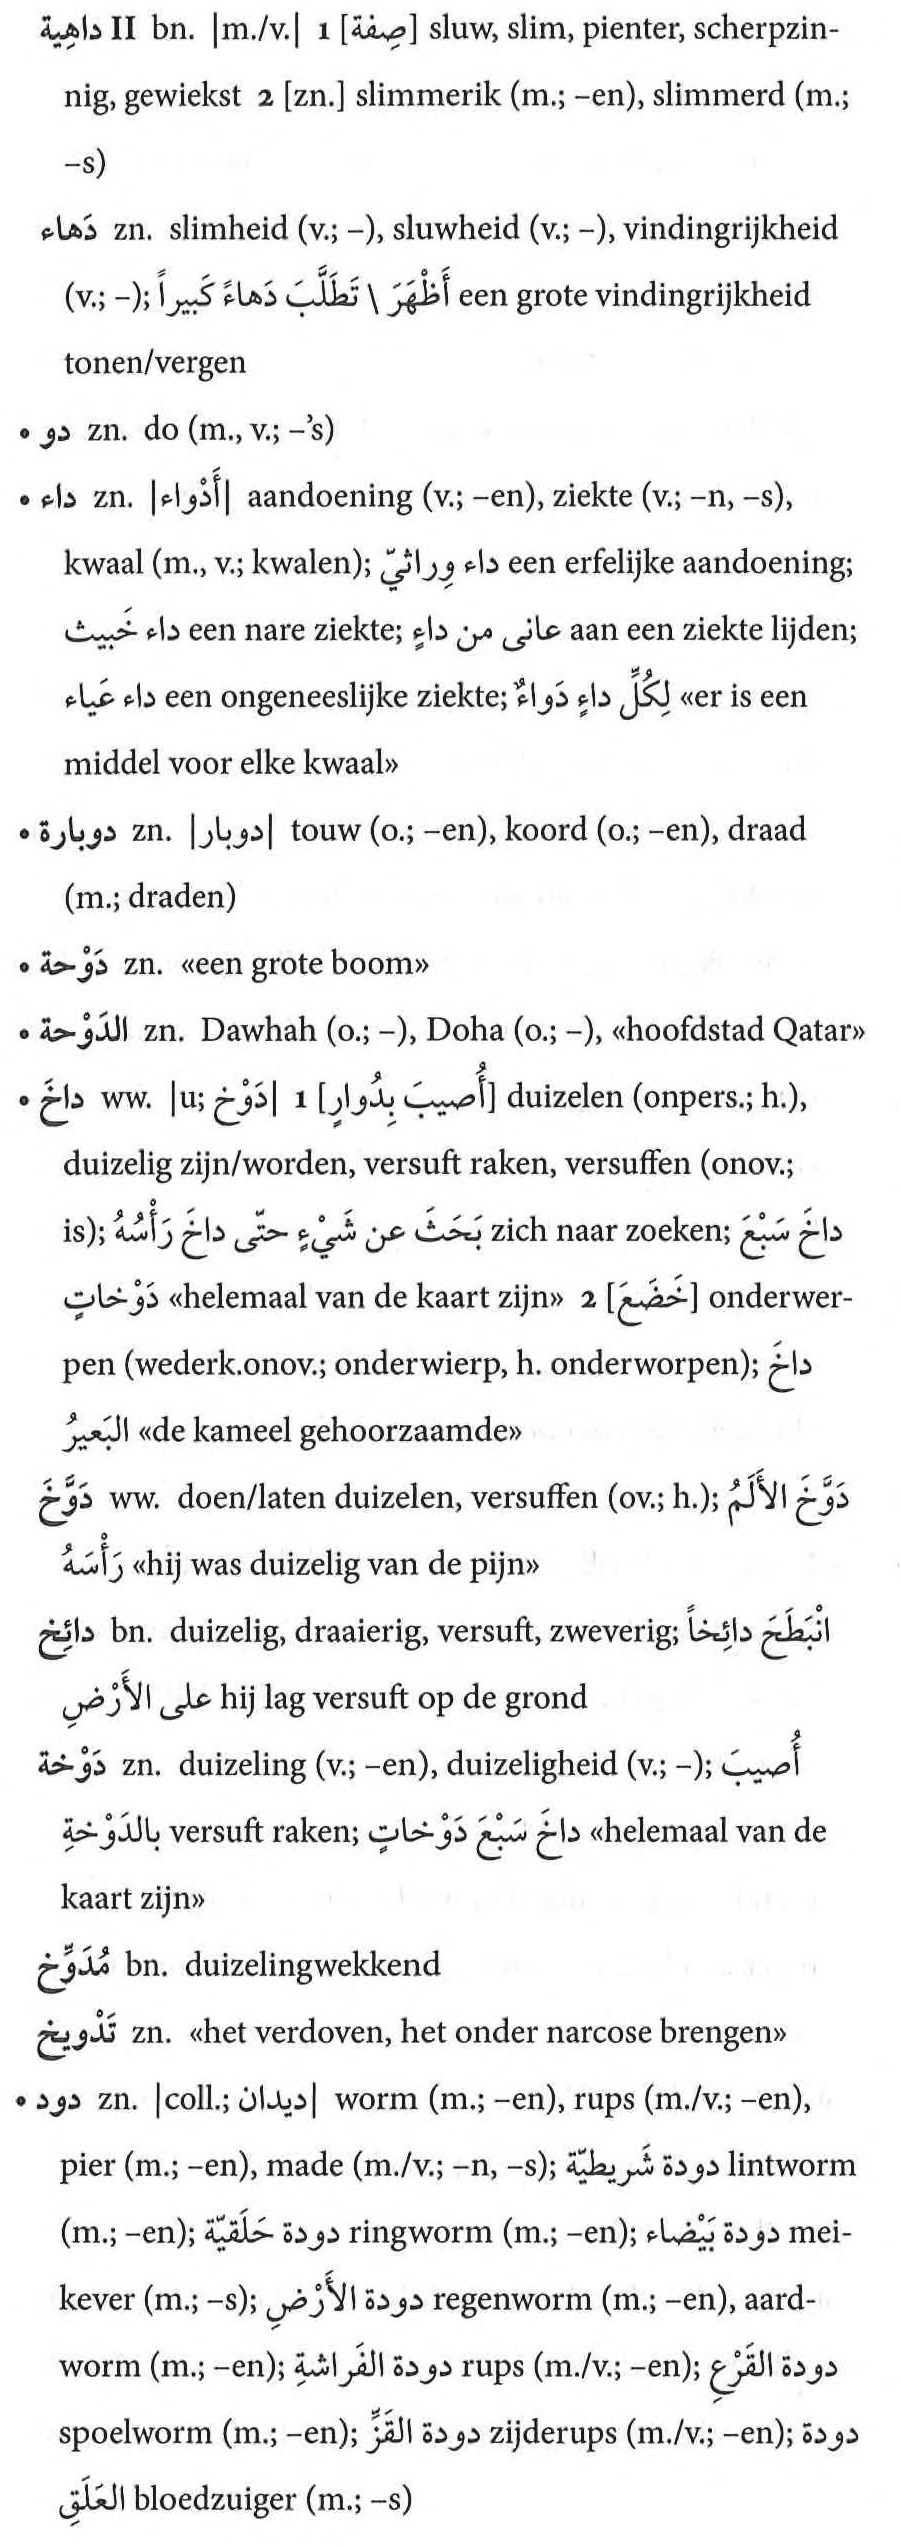 داهِية II bn. |m./v.| 1 [صِفة] sluw, slim, pienter, scherpzin-
nig, gewiekst 2 [zn.] slimmerik (m.; –en), slimmerd (m.;
–s)
دَهاء zn. slimheid (v.; –), sluwheid (v.; –), vindingrijkheid
(v.; –); أَظْهَرَ \ تَطَلَّبَ دَهاءً كَبيراً een grote vindingrijkheid
tonen/vergen
• دو zn. do (m., v.; –’s)
• داء zn. |أَدْواء| aandoening (v.; –en), ziekte (v.; –n, –s),
kwaal (m., v.; kwalen); داء وِراثيّ een erfelijke aandoening;
داء خَبيث een nare ziekte; عانى من داءٍ aan een ziekte lijden;
داء عَياء een ongeneeslijke ziekte; لِكُلِّ داءٍ دَواءٌ «er is een
middel voor elke kwaal»
• دوبارة zn. |دوبار| touw (o.; –en), koord (o.; –en), draad
(m.; draden)
• دَوْحة zn. «een grote boom»
• الدَوْحة zn. Dawhah (o.; –), Doha (o.; –), «hoofdstad Qatar»
• داخَ ww. |u; دَوْخ| 1 [أُصيبَ بِدُوارٍ] duizelen (onpers.; h.),
duizelig zijn/worden, versuft raken, versuffen (onov.;
is); بَحَثَ عن شَيْءٍ حتّى داخَ رَأْسُهُ zich naar zoeken; داخَ سَبْعَ
دَوْخاتٍ «helemaal van de kaart zijn» 2 [خَضَعَ] onderwer-
pen (wederk.onov.; onderwierp, h. onderworpen); داخَ
البَعيرُ «de kameel gehoorzaamde»
دَوَّخَ ww. doen/laten duizelen, versuffen (ov.; h.); دَوَّخَ الأَلَمُ
رَأْسَهُ «hij was duizelig van de pijn»
دائِخ bn. duizelig, draaierig, versuft, zweverig; انْبَطَحَ دائِخاً
على الأَرْضِ hij lag versuft op de grond
دَوْخة zn. duizeling (v.; –en), duizeligheid (v.; –); أُصيبَ
بِالدَوْخةِ versuft raken; داخَ سَبْعَ دَوْخاتٍ «helemaal van de
kaart zijn»
مُدَوِّخ bn. duizelingwekkend
تَدْويخ zn. «het verdoven, het onder narcose brengen»
• دود zn. |coll.; ديدان| worm (m.; –en), rups (m./v.; –en),
pier (m.; –en), made (m./v.; –n, –s); دودة شَريطيّة lintworm
(m.; –en); دودة حَلَقيّة ringworm (m.; –en); دودة بَيْضاء mei-
kever (m.; –s); دودة الأَرْضِ regenworm (m.; –en), aard-
worm (m.; –en); دودة الفَراشةِ rups (m./v.; –en); دودة القَرْعِ
spoelworm (m.; –en); دودة القَزِّ zijderups (m./v.; –en); دودة
العَلَقِ bloedzuiger (m.; –s)